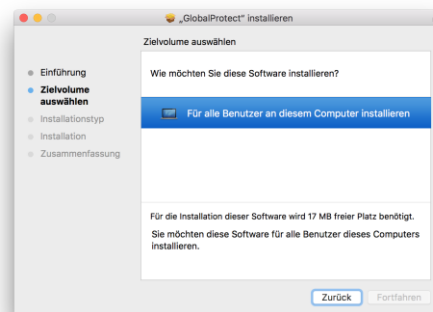 „GlobalProtect“ installieren
Zielvolume auswählen
Einführung
Zielvolume
auswählen
Installationstyp
Installation
Zusammenfassung
Wie möchten Sie diese Software installieren?
Für alle Benutzer an diesem Computer installieren
Für die Installation dieser Software wird 17 MB freier Platz benötigt.
Sie möchten diese Software für alle Benutzer dieses Computers
installieren.
Zurück
Fortfahren